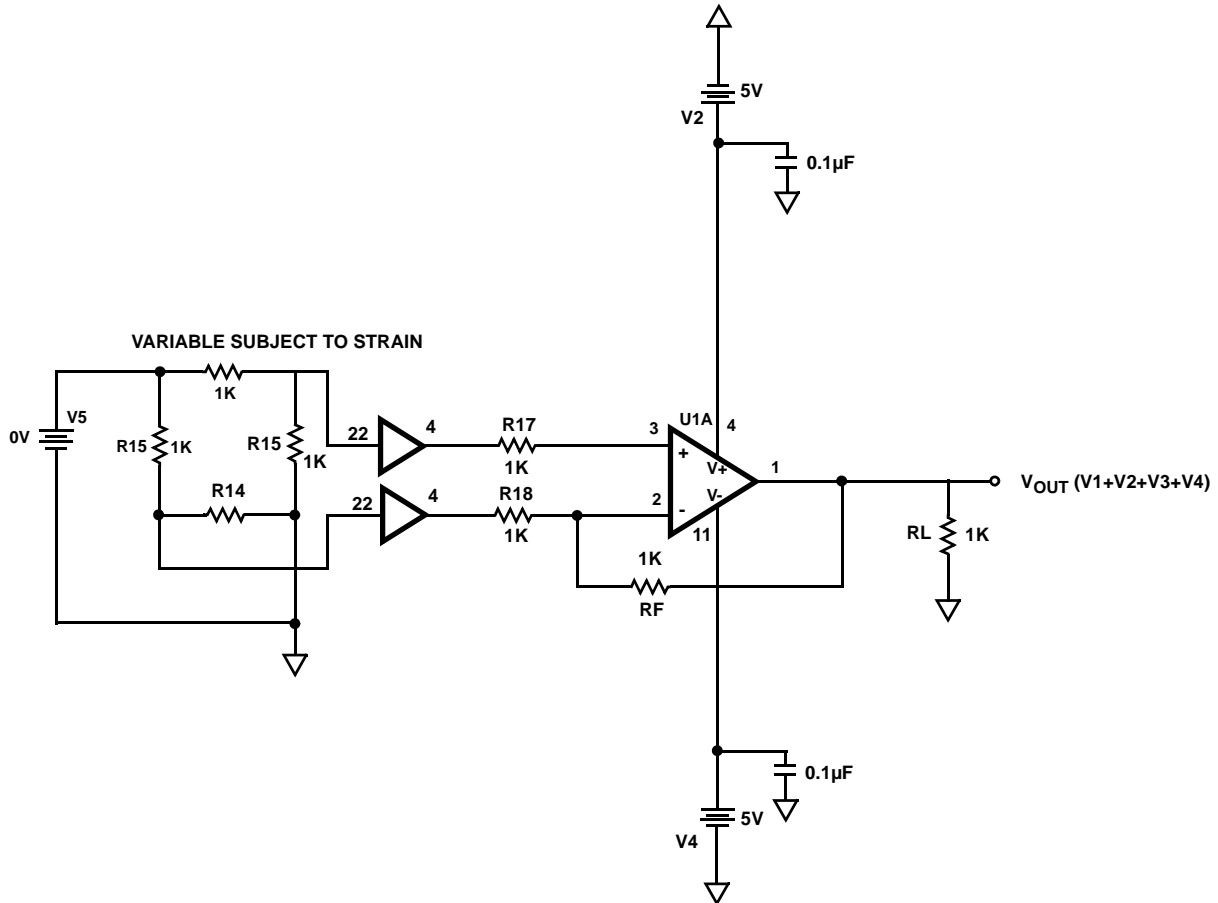 5V
V2
0.1µF
VARIABLE SUBJECT TO STRAIN
1K
V5
0V
R15 1K
R15
1K
R14
22
4
R17
1K
22
4
R18
1K
3
+
U1A
4
V+
V-
2
-
11
1
1K
RF
VOUT (V1+V2+V3+V4)
RL
1K
0.1µF
5V
V4